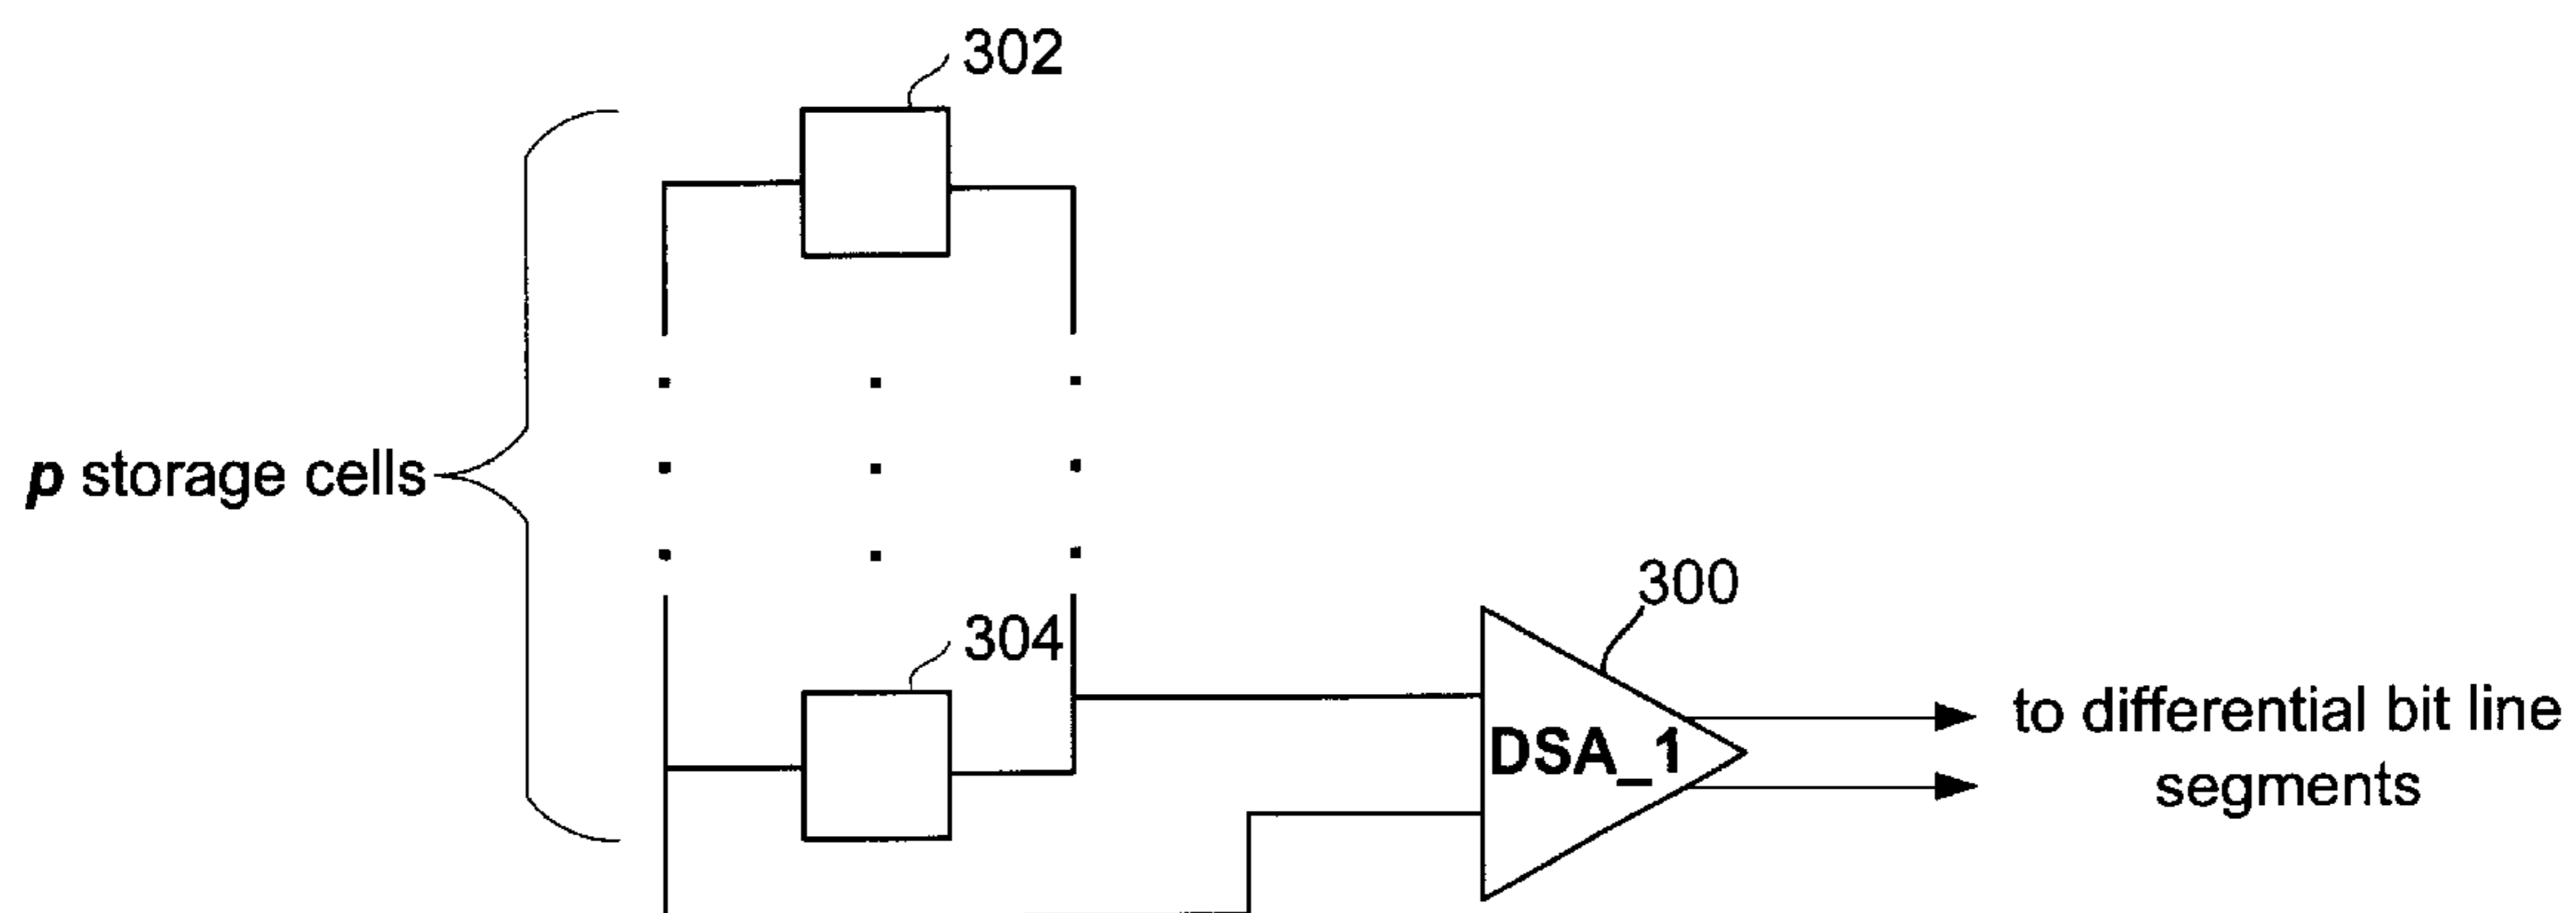 302
p storage cells
300
304
DSA_1
to differential bit line
segments